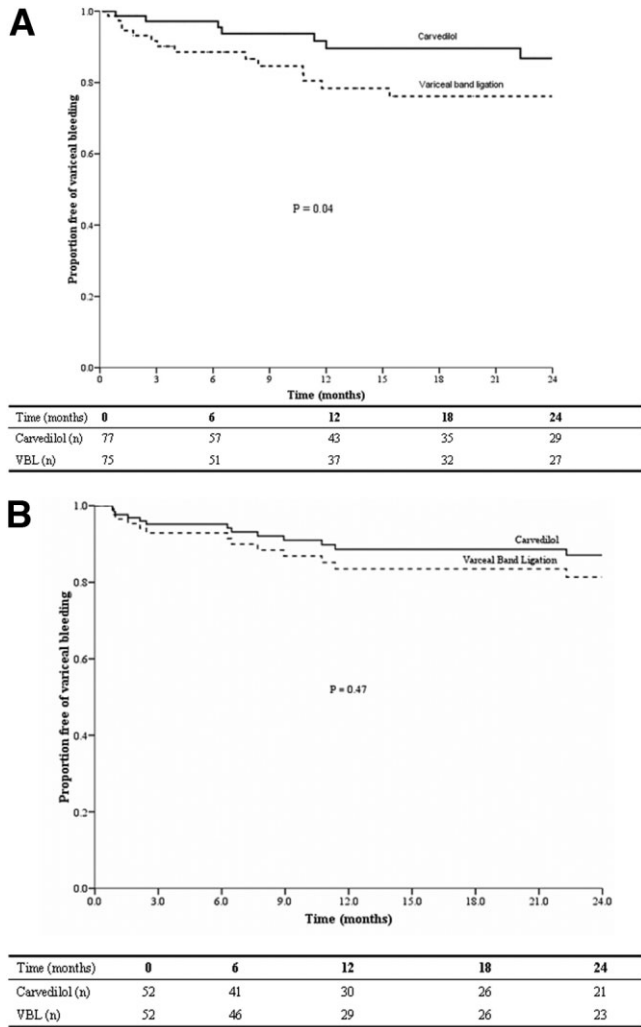 A
Carvedilol
Variceal band ligation
P = 0.04
Proportion free of variceal bleeding
1.0
0.8
0.6
0.4
0.2
0.0
0 3 6 9 12 15 18 21 24
Time (months)
Time (months) 0 6 12 18 24
Carvedilol (n) 77 57 43 35 29
VBL (n) 75 51 37 32 27
B
Carvedilol
Varceal Band Ligation
P = 0.47
Proportion free of variceal bleeding
1.0
0.8
0.6
0.4
0.2
0.0
0.0 3.0 6.0 9.0 12.0 15.0 18.0 21.0 24.0
Time (months)
Time (months) 0 6 12 18 24
Carvedilol (n) 52 41 30 26 21
VBL (n) 52 46 29 26 23